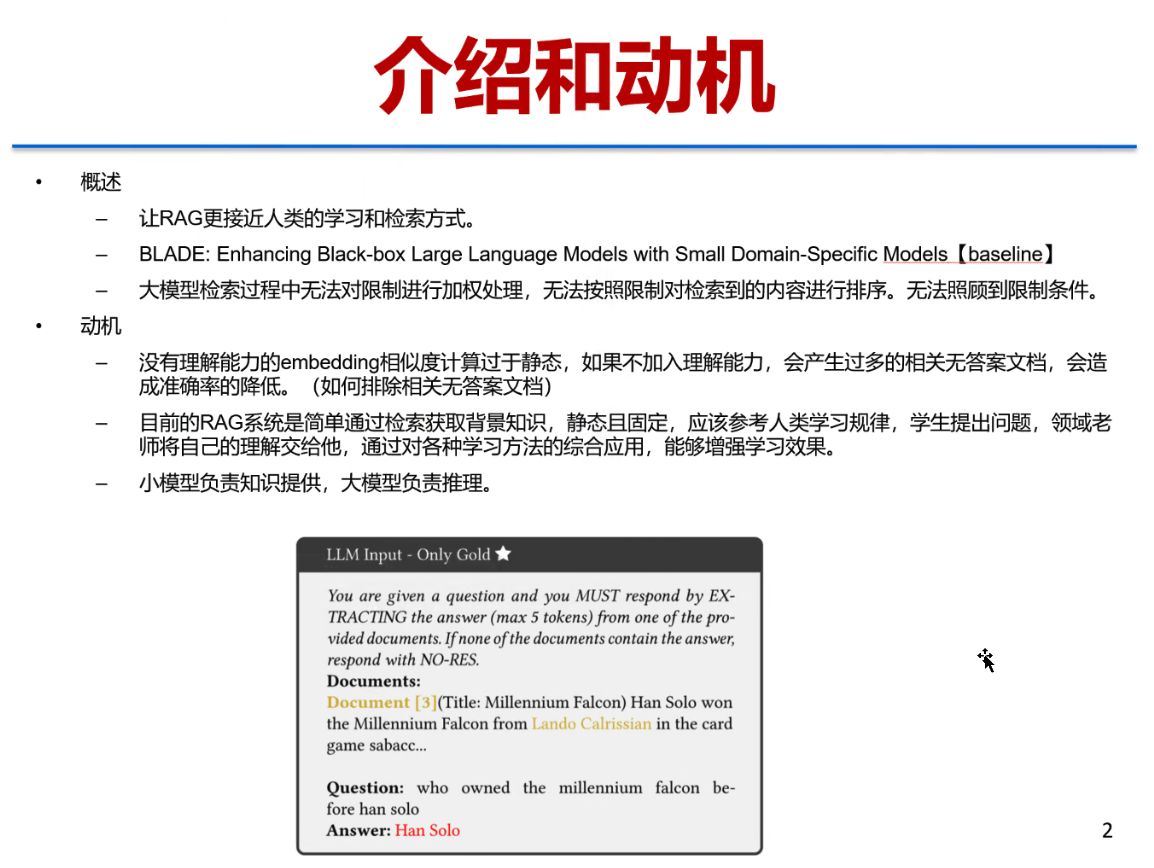 介绍和动机
• 概述
– 让RAG更接近人类的学习和检索方式。
– BLADE: Enhancing Black-box Large Language Models with Small Domain-Specific Models【baseline】
– 大模型检索过程中无法对限制进行加权处理，无法按照限制对检索到的内容进行排序。无法照顾到限制条件。
• 动机
– 没有理解能力的embedding相似度计算过于静态，如果不加入理解能力，会产生过多的相关无答案文档，会造
成准确率的降低。（如何排除相关无答案文档）
– 目前的RAG系统是简单通过检索获取背景知识，静态且固定，应该参考人类学习规律，学生提出问题，领域老
师将自己的理解交给他，通过对各种学习方法的综合应用，能够增强学习效果。
– 小模型负责知识提供，大模型负责推理。
LLM Input - Only Gold ★
You are given a question and you MUST respond by EX-
TRACTING the answer (max 5 tokens) from one of the pro-
vided documents. If none of the documents contain the answer,
respond with NO-RES.
Documents:
Document [3](Title: Millennium Falcon) Han Solo won
the Millennium Falcon from Lando Calrissian in the card
game sabacc...
Question: who owned the millennium falcon be-
fore han solo
Answer: Han Solo
2